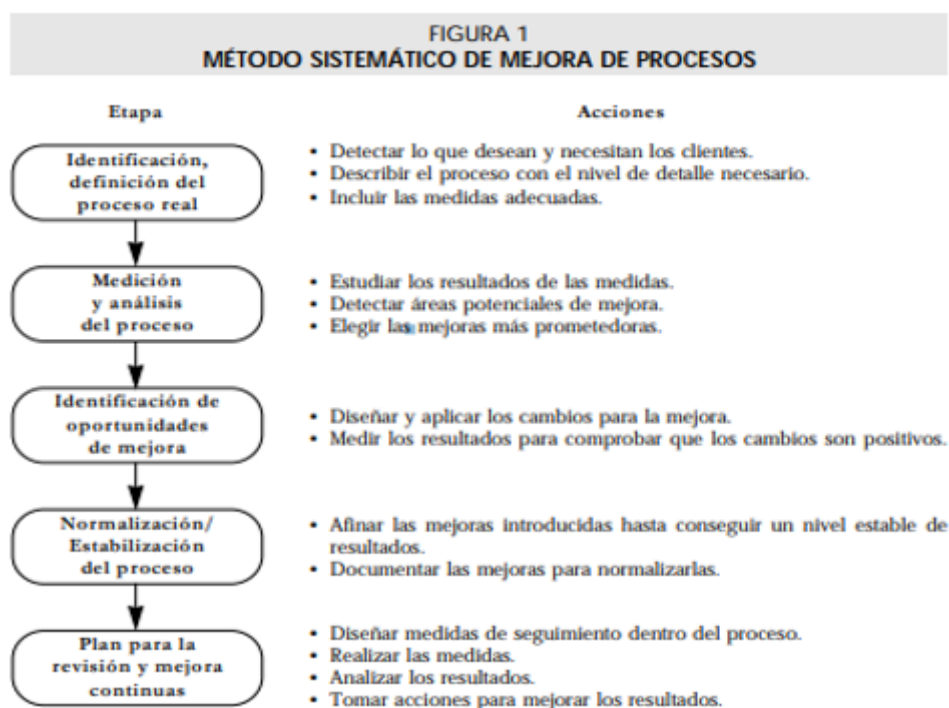 FIGURA 1
MÉTODO SISTEMÁTICO DE MEJORA DE PROCESOS
Etapa
Acciones
Identificación,
definición del
proceso real
• Detectar lo que desean y necesitan los clientes.
• Describir el proceso con el nivel de detalle necesario.
• Incluir las medidas adecuadas.
Medición
y análisis
del proceso
• Estudiar los resultados de las medidas.
• Detectar áreas potenciales de mejora.
• Elegir las mejoras más prometedoras.
Identificación de
oportunidades
de mejora
• Diseñar y aplicar los cambios para la mejora.
• Medir los resultados para comprobar que los cambios son positivos.
Normalización/
Estabilización
del proceso
• Afinar las mejoras introducidas hasta conseguir un nivel estable de
resultados.
• Documentar las mejoras para normalizarlas.
Plan para la
revisión y mejora
continuas
• Diseñar medidas de seguimiento dentro del proceso.
• Realizar las medidas.
• Analizar los resultados.
• Tomar acciones para mejorar los resultados.